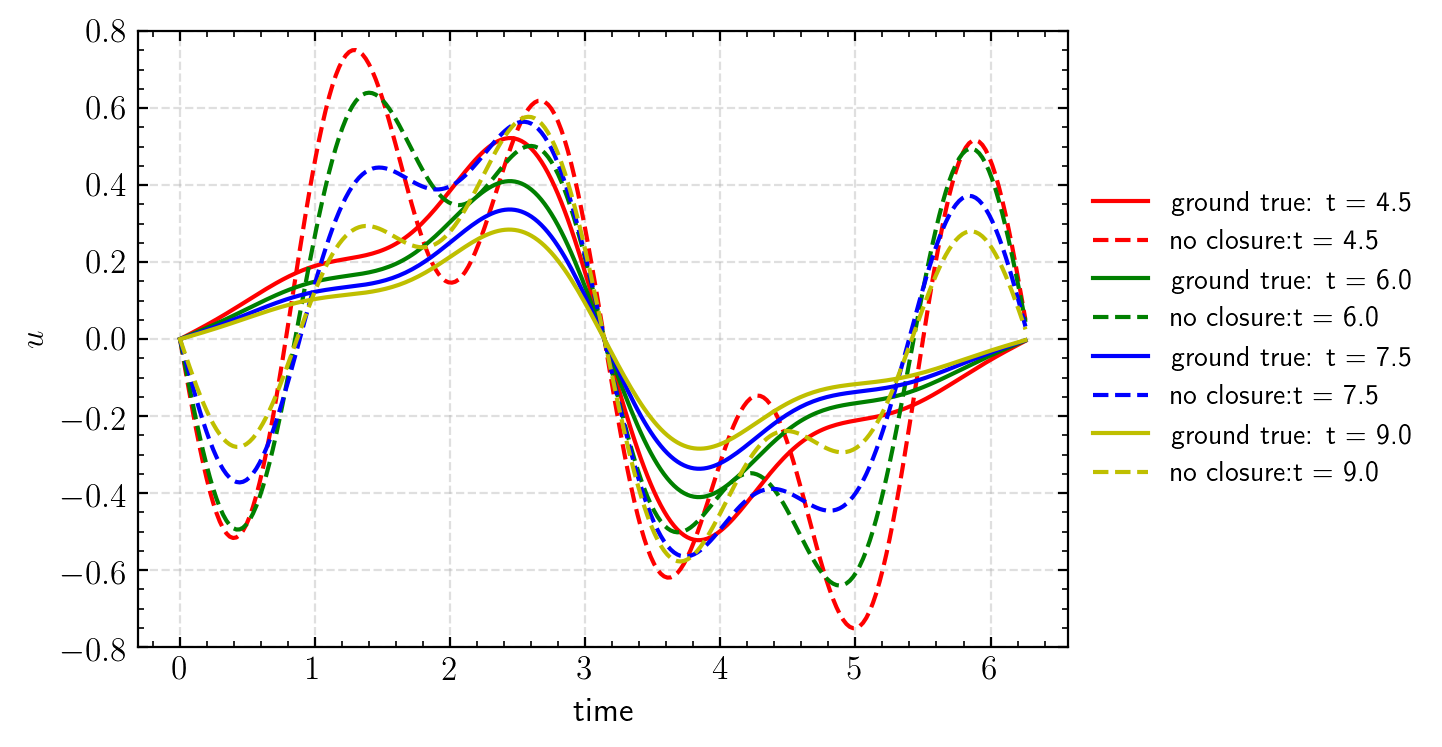 0.8
0.6
0.4
0.2
0.0
−0.2
−0.4
−0.6
−0.8
u
0 1 2 3 4 5 6
time
ground true: t = 4.5
no closure:t = 4.5
ground true: t = 6.0
no closure:t = 6.0
ground true: t = 7.5
no closure:t = 7.5
ground true: t = 9.0
no closure:t = 9.0